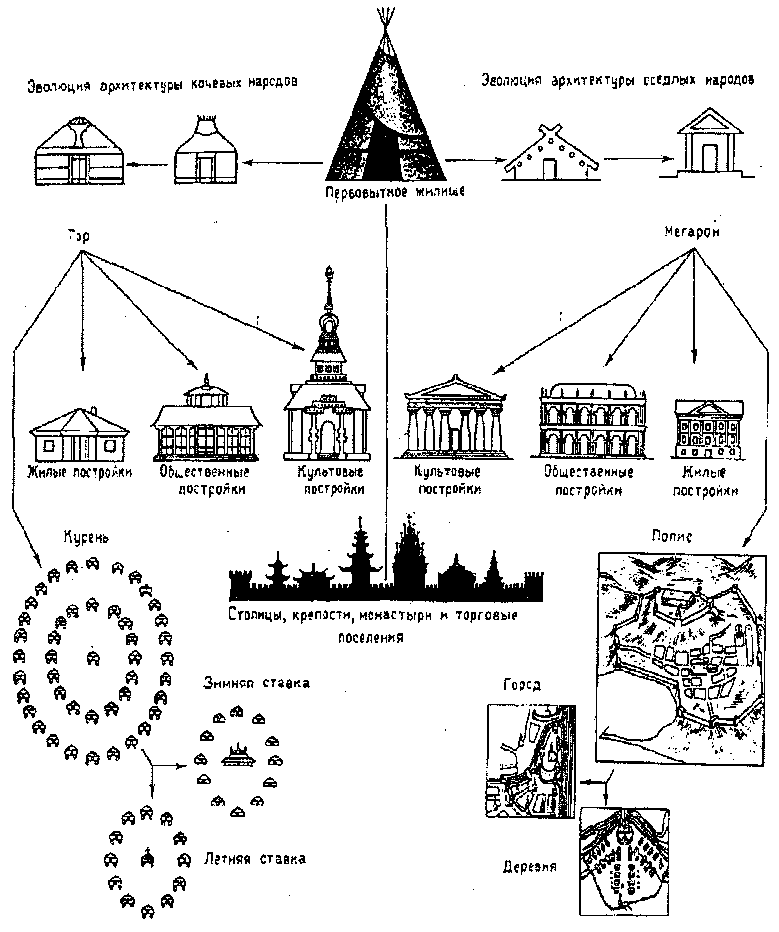 Эволюция архитектуры кочевых народов
Эволюция архитектуры оседлых народов
Первобытное жилище
Тэр
Мегарон
Жилые постройки
Общественные
постройки
Культовые
постройки
Культовые
постройки
Общественные
постройки
Жилые
постройки
Курень
Полис
Столицы, крепости, монастыри и торговые
поселения
Зимняя ставка
Город
Летняя ставка
Деревня